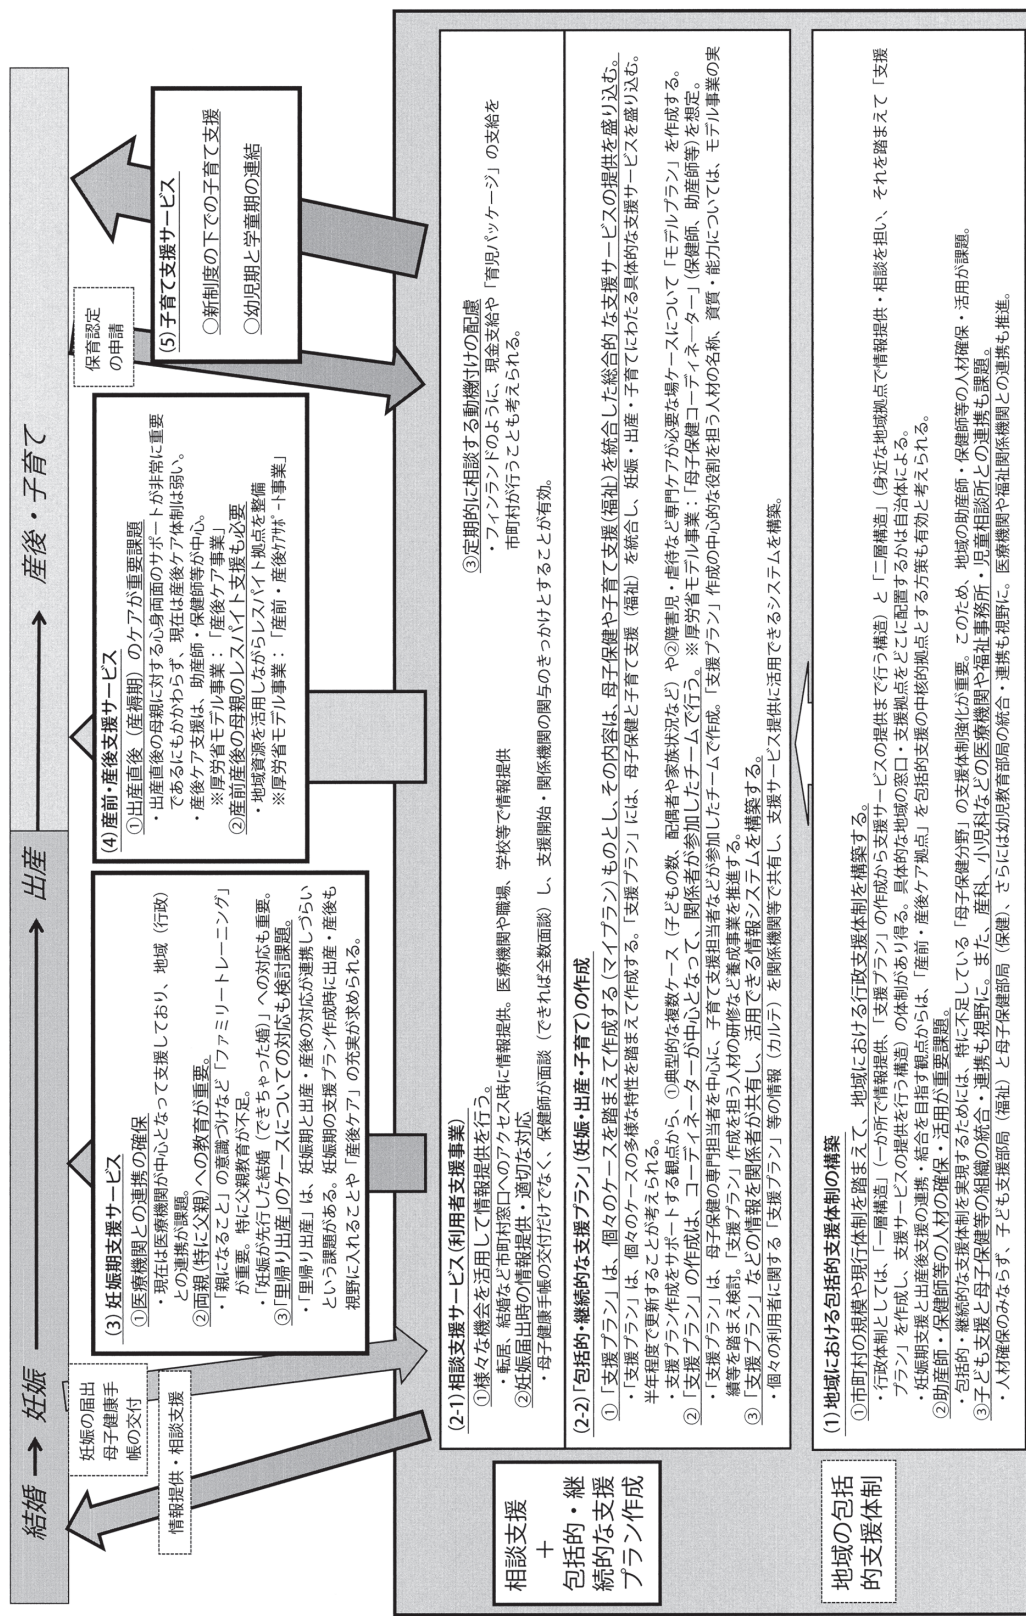 結婚 → 妊娠 → 出産 → 産後・子育て
妊娠の届出
母子健康手
帳の交付
情報提供・相談支援
(3) 妊娠期支援サービス
①医療機関との連携の確保
・現在は医療機関が中心となって支援しており、地域（行政）
との連携が課題。
②両親（特に父親）への教育が重要。
・「親になること」の意識づけなど「ファミリートレーニング」
が重要。特に父親教育が不足。
・「妊娠が先行した結婚（できちゃった婚）」への対応も重要。
③「里帰り出産」のケースについての対応も検討課題。
・「里帰り出産」は、妊娠期と出産・産後の対応が連携しづらい
という課題がある。妊娠期の支援プラン作成時に出産・産後も
視野に入れることや「産後ケア」の充実が求められる。
(4) 産前・産後支援サービス
①出産直後（産褥期）のケアが重要課題
・出産直後の母親に対する心身両面のサポートが非常に重要
であるにもかかわらず、現在は産後ケア体制は弱い。
・産後ケア支援は、助産師・保健師等が中心。
※厚労省モデル事業：「産後ケア事業」
②産前産後の母親のレスパイト支援も必要
・地域資源を活用しながらレスパイト拠点を整備
※厚労省モデル事業：「産前・産後ｹｱｻﾎﾟｰﾄ事業」
保育認定
の申請
(5) 子育て支援サービス
○新制度の下での子育て支援
○幼児期と学童期の連結
相談支援
＋
包括的・継
続的な支援
プラン作成
(2-1) 相談支援サービス（利用者支援事業）
①様々な機会を活用して情報提供を行う。
・転居、結婚など市町村窓口へのアクセス時に情報提供。医療機関や職場、学校等で情報提供
②妊娠届出時の情報提供・適切な対応
・母子健康手帳の交付だけでなく、保健師が面談（できれば全数面談）し、支援開始・関係機関の関与のきっかけとすることが有効。
③定期的に相談する動機付けの配慮
・フィンランドのように、現金支給や「育児パッケージ」の支給を
市町村が行うことも考えられる。
(2-2)「包括的・継続的な支援プラン」（妊娠・出産・子育て）の作成
①「支援プラン」は、個々のケースを踏まえて作成する（マイプラン）ものとし、その内容は、母子保健や子育て支援（福祉）を統合した総合的な支援サービスの提供を盛り込む。
・「支援プラン」は、個々のケースの多様な特性を踏まえて作成する。「支援プラン」には、母子保健と子育て支援（福祉）を統合し、妊娠・出産・子育てにわたる具体的な支援サービスを盛り込む。
半年程度で更新することが考えられる。
・支援プラン作成をサポートする観点から、①典型的な複数ケース（子どもの数、配偶者や家族状況など）や②障害児・虐待など専門ケアが必要な場ケースについて「モデルプラン」を作成する。
②「支援プラン」の作成は、コーディネーターが中心となって、関係者が参加したチームで行う。※厚労省モデル事業：「母子保健コーディネーター」（保健師、助産師等）を想定。
・「支援プラン」は、母子保健の専門担当者を中心に、子育て支援担当者などが参加したチームで作成。「支援プラン」作成の中心的な役割を担う人材の名称、資質・能力については、モデル事業の実
績等を踏まえ検討。「支援プラン」作成を担う人材の研修など養成事業を推進する。
③「支援プラン」などの情報を関係者が共有し、活用できる情報システムを構築する。
・個々の利用者に関する「支援プラン」等の情報（カルテ）を関係機関等で共有し、支援サービス提供に活用できるシステムを構築。
地域の包括
的支援体制
(1) 地域における包括的支援体制の構築
①市町村の規模や現行体制を踏まえて、地域における行政支援体制を構築する。
・行政体制としては、「一層構造」（一か所で情報提供、「支援プラン」の作成から支援サービスの提供まで行う構造）と「二層構造」（身近な地域拠点で情報提供・相談を担い、それを踏まえて「支援
プラン」を作成し、支援サービスの提供を行う構造）の体制があり得る。具体的な地域の窓口・支援拠点をどこに配置するかは自治体による。
・妊娠期支援と出産後支援の連携・結合を目指す観点からは、「産前・産後ケア拠点」を包括的支援の中核的拠点とする方策も有効と考えられる。
②助産師・保健師等の人材の確保・活用が重要課題。
・包括的・継続的な支援体制を実現するためには、特に不足している「母子保健分野」の支援体制強化が重要。このため、地域の助産師・保健師等の人材確保・活用が課題。
③子ども支援と母子保健等の組織の統合・連携も視野に。また、産科、小児科などの医療機関や福祉事務所・児童相談所との連携も課題。
・人材確保のみならず、子ども支援部局（福祉）と母子保健部局（保健）、さらには幼児教育部局の統合・連携も視野に。医療機関や福祉関係機関との連携も推進。